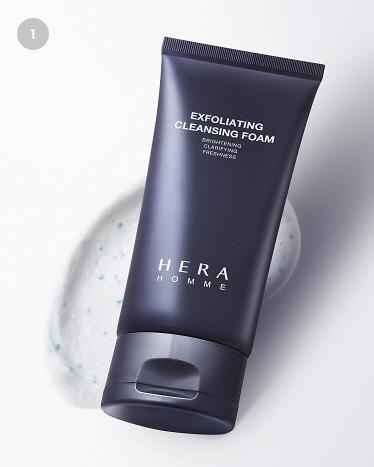 1
EXFOLIATING
CLEANSING FOAM
BRIGHTENING
CLARIFYING
FRESHNESS
HERA
HOMME